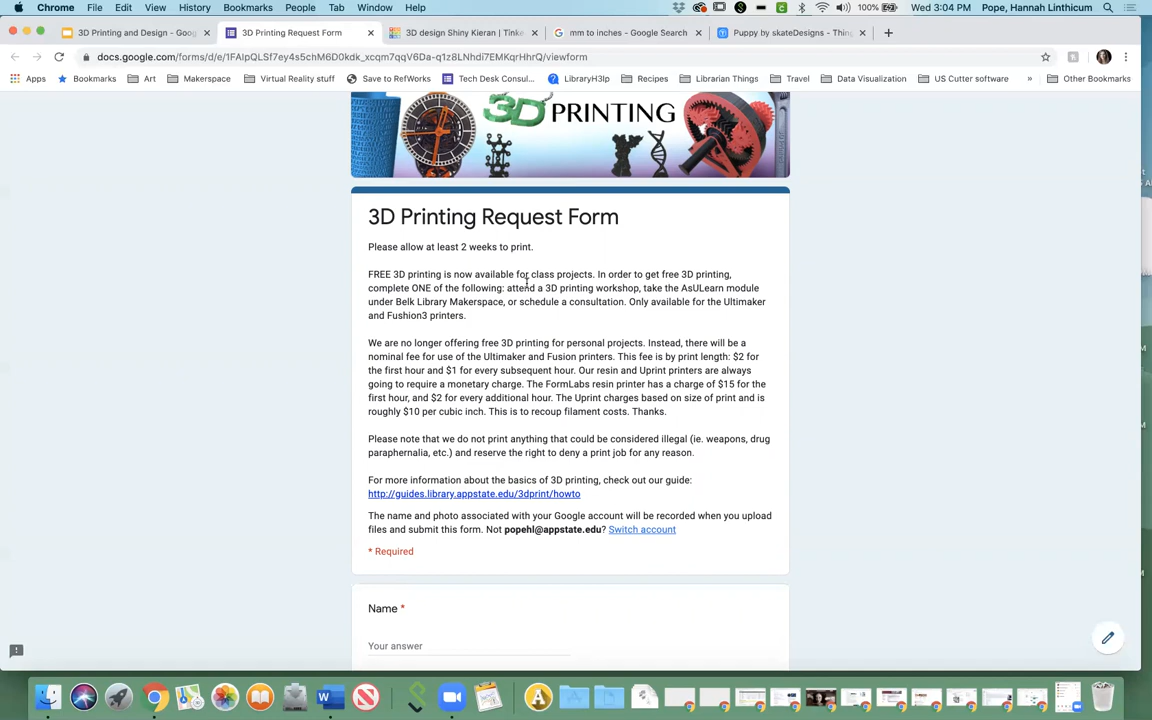 Chrome File Edit View History Bookmarks People Tab Window Help 100% Wed 3:04 PM Pope, Hannah Linthicum
3D Printing and Design - Goog 3D Printing Request Form 3D design Shiny Kieran | Tinke mm to inches - Google Search Puppy by skateDesigns - Thing
docs.google.com/forms/d/e/1FAIpQLSf7ey4s5chM6D0kdk_xcqm7qqV6Da-q1z8LNhdi7EMKqrHhrQ/viewform
Apps Bookmarks Art Makerspace Virtual Reality stuff Save to RefWorks Tech Desk Consul... LibraryH3lp Recipes Librarian Things Travel Data Visualization US Cutter software » Other Bookmarks
3D PRINTING
3D Printing Request Form
Please allow at least 2 weeks to print.
FREE 3D printing is now available for class projects. In order to get free 3D printing,
complete ONE of the following: attend a 3D printing workshop, take the AsULearn module
under Belk Library Makerspace, or schedule a consultation. Only available for the Ultimaker
and Fushion3 printers.
We are no longer offering free 3D printing for personal projects. Instead, there will be a
nominal fee for use of the Ultimaker and Fusion printers. This fee is by print length: $2 for
the first hour and $1 for every subsequent hour. Our resin and Uprint printers are always
going to require a monetary charge. The FormLabs resin printer has a charge of $15 for the
first hour, and $2 for every additional hour. The Uprint charges based on size of print and is
roughly $10 per cubic inch. This is to recoup filament costs. Thanks.
Please note that we do not print anything that could be considered illegal (ie. weapons, drug
paraphernalia, etc.) and reserve the right to deny a print job for any reason.
For more information about the basics of 3D printing, check out our guide:
http://guides.library.appstate.edu/3dprint/howto
The name and photo associated with your Google account will be recorded when you upload
files and submit this form. Not popehl@appstate.edu? Switch account
* Required
Name *
Your answer